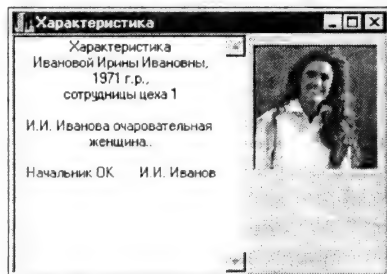 Характеристика
Характеристика
Ивановой Ирины Ивановны,
1971 г.р.,
сотрудницы цеха 1
И.И. Иванова очаровательная
женщина..
Начальник ОК И.И. Иванов